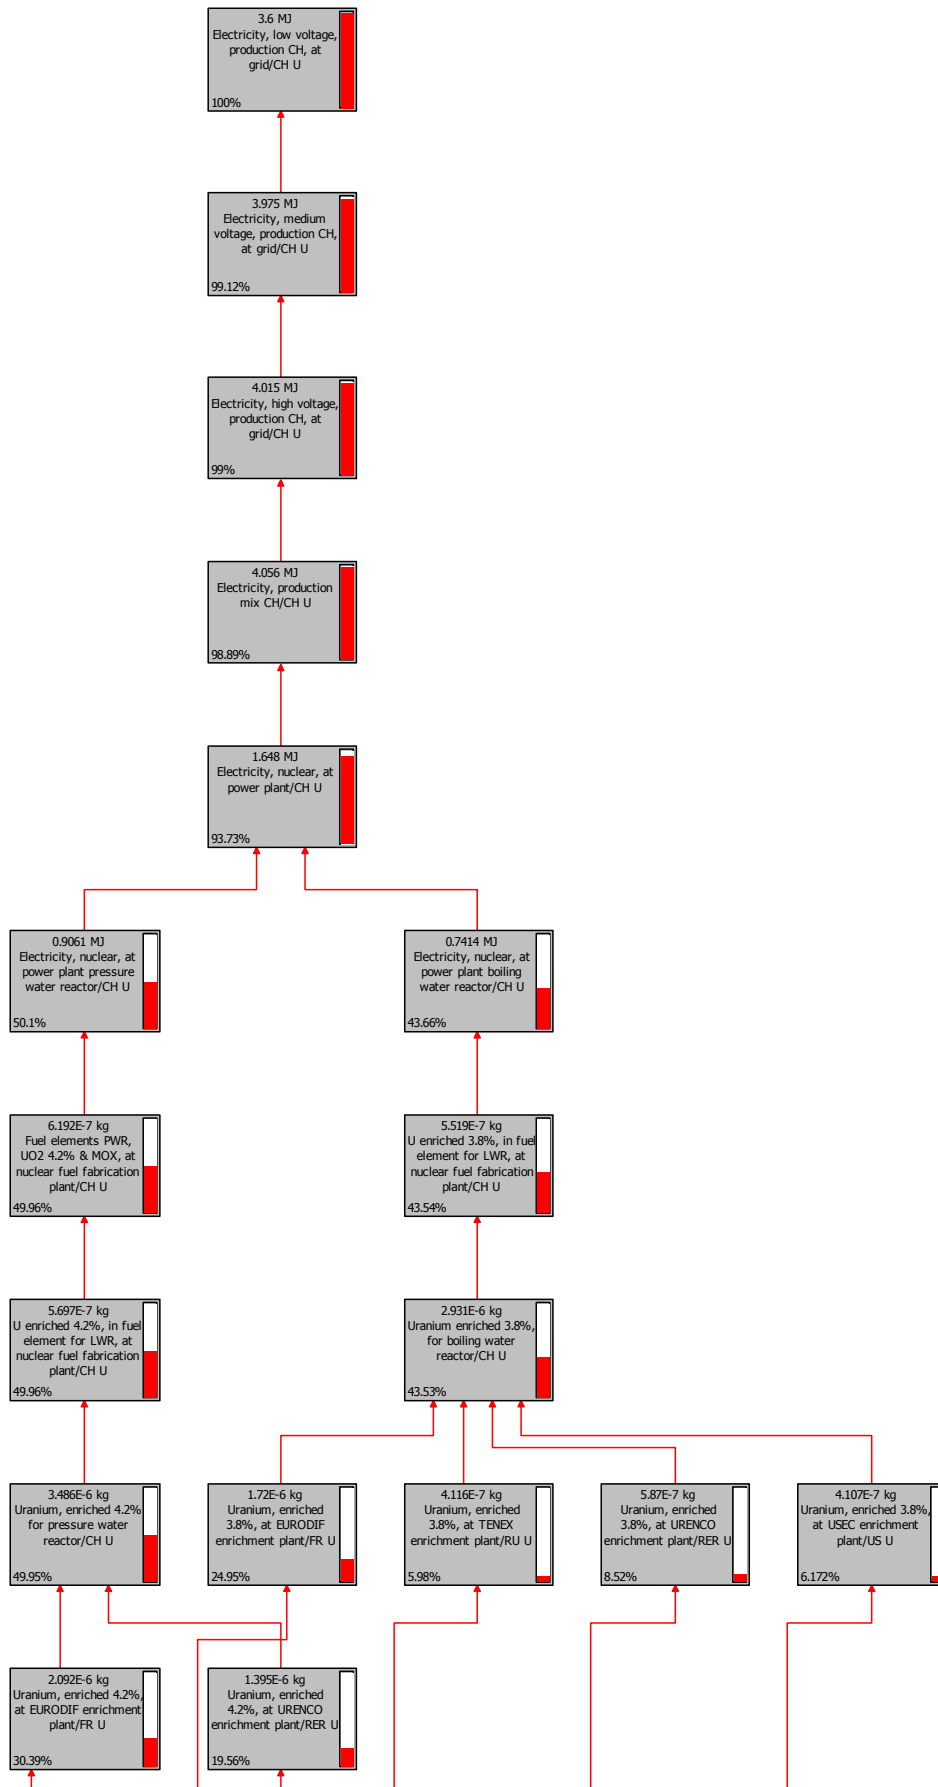 3.6 MJ
Electricity, low voltage,
production CH, at
grid/CH U
100%
3.975 MJ
Electricity, medium
voltage, production CH,
at grid/CH U
99.12%
4.015 MJ
Electricity, high voltage,
production CH, at
grid/CH U
99%
4.056 MJ
Electricity, production
mix CH/CH U
98.89%
1.648 MJ
Electricity, nuclear, at
power plant/CH U
93.73%
0.9061 MJ
Electricity, nuclear, at
power plant pressure
water reactor/CH U
50.1%
0.7414 MJ
Electricity, nuclear, at
power plant boiling
water reactor/CH U
43.66%
6.192E-7 kg
Fuel elements PWR,
UO2 4.2% & MOX, at
nuclear fuel fabrication
plant/CH U
49.96%
5.519E-7 kg
U enriched 3.8%, in fuel
element for LWR, at
nuclear fuel fabrication
plant/CH U
43.54%
5.697E-7 kg
U enriched 4.2%, in fuel
element for LWR, at
nuclear fuel fabrication
plant/CH U
49.96%
2.931E-6 kg
Uranium enriched 3.8%,
for boiling water
reactor/CH U
43.53%
3.486E-6 kg
Uranium, enriched 4.2%
for pressure water
reactor/CH U
49.95%
1.72E-6 kg
Uranium, enriched
3.8%, at EURODIF
enrichment plant/FR U
24.95%
4.116E-7 kg
Uranium, enriched
3.8%, at TENEX
enrichment plant/RU U
5.98%
5.87E-7 kg
Uranium, enriched
3.8%, at URENCO
enrichment plant/RER U
8.52%
4.107E-7 kg
Uranium, enriched 3.8%,
at USEC enrichment
plant/US U
6.172%
2.092E-6 kg
Uranium, enriched 4.2%,
at EURODIF enrichment
plant/FR U
30.39%
1.395E-6 kg
Uranium, enriched
4.2%, at URENCO
enrichment plant/RER U
19.56%